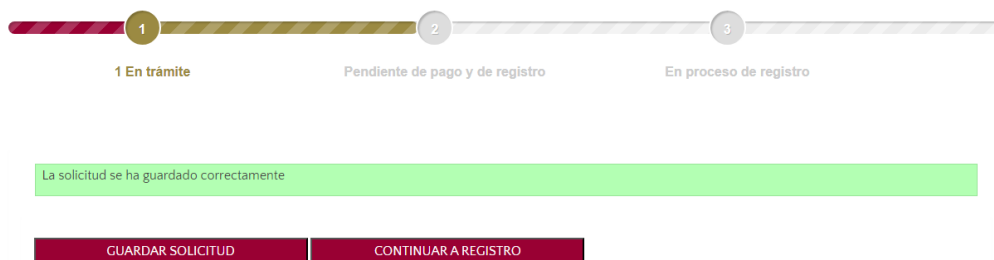 1 2 3
1 En trámite Pendiente de pago y de registro En proceso de registro
La solicitud se ha guardado correctamente
GUARDAR SOLICITUD CONTINUAR A REGISTRO